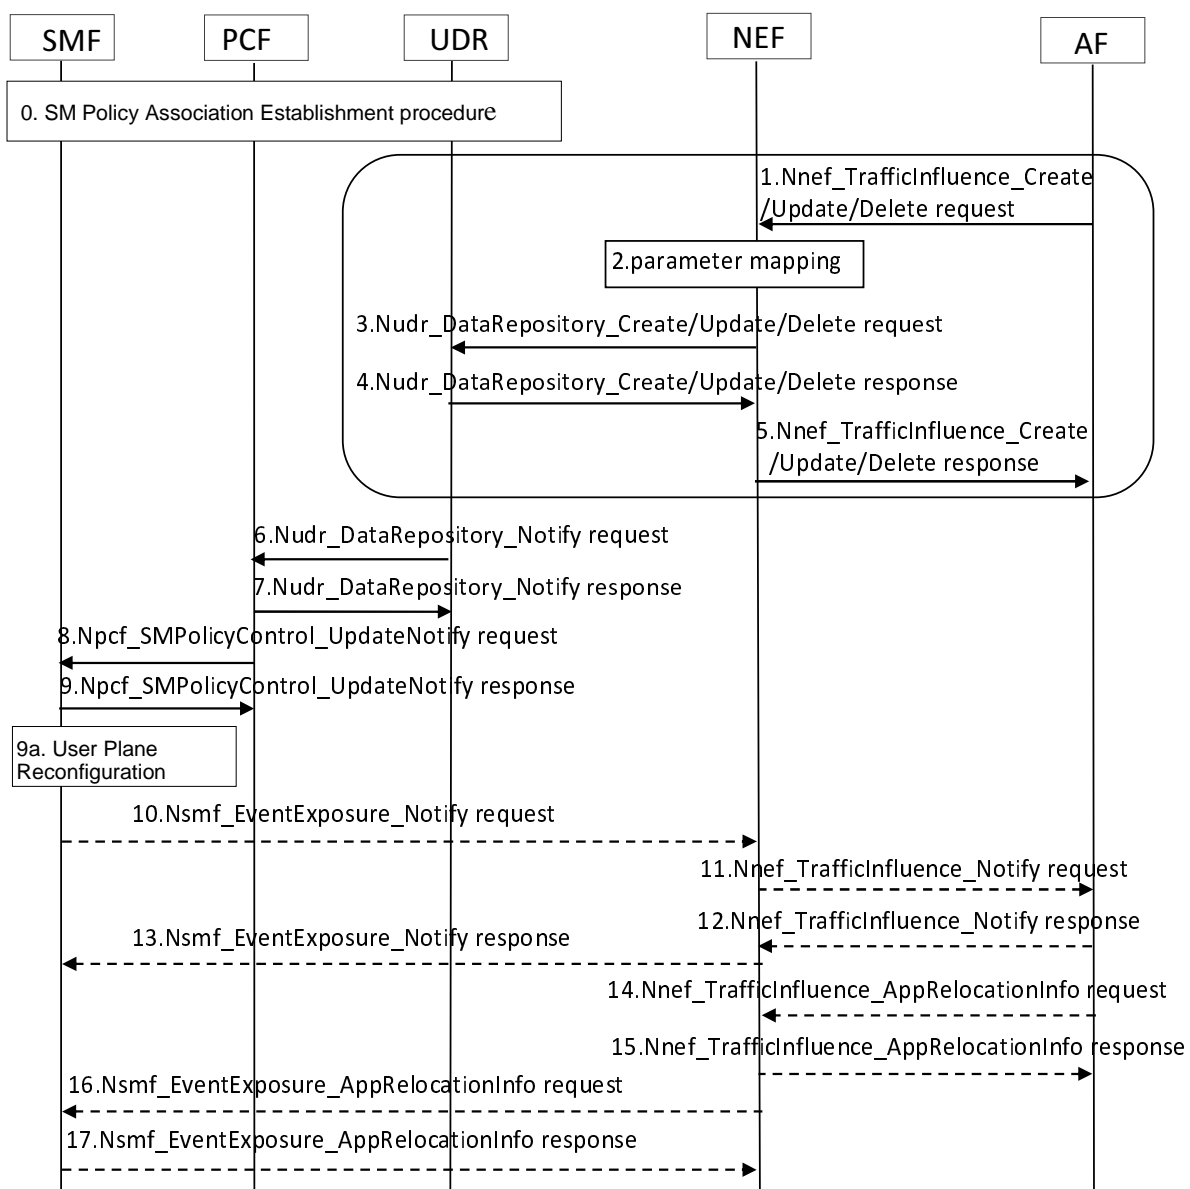 SMF
PCF
UDR
NEF
AF
0. SM Policy Association Establishment procedure
1.Nnef_TrafficInfluence_Create
/Update/Delete request
2.parameter mapping
3.Nudr_DataRepository_Create/Update/Delete request
4.Nudr_DataRepository_Create/Update/Delete response
5.Nnef_TrafficInfluence_Create
/Update/Delete response
6.Nudr_DataRepository_Notify request
7.Nudr_DataRepository_Notify response
8.Npcf_SMPolicyControl_UpdateNotify request
9.Npcf_SMPolicyControl_UpdateNotify response
9a. User Plane
Reconfiguration
10.Nsmf_EventExposure_Notify request
11.Nnef_TrafficInfluence_Notify request
12.Nnef_TrafficInfluence_Notify response
13.Nsmf_EventExposure_Notify response
14.Nnef_TrafficInfluence_AppRelocationInfo request
15.Nnef_TrafficInfluence_AppRelocationInfo response
16.Nsmf_EventExposure_AppRelocationInfo request
17.Nsmf_EventExposure_AppRelocationInfo response